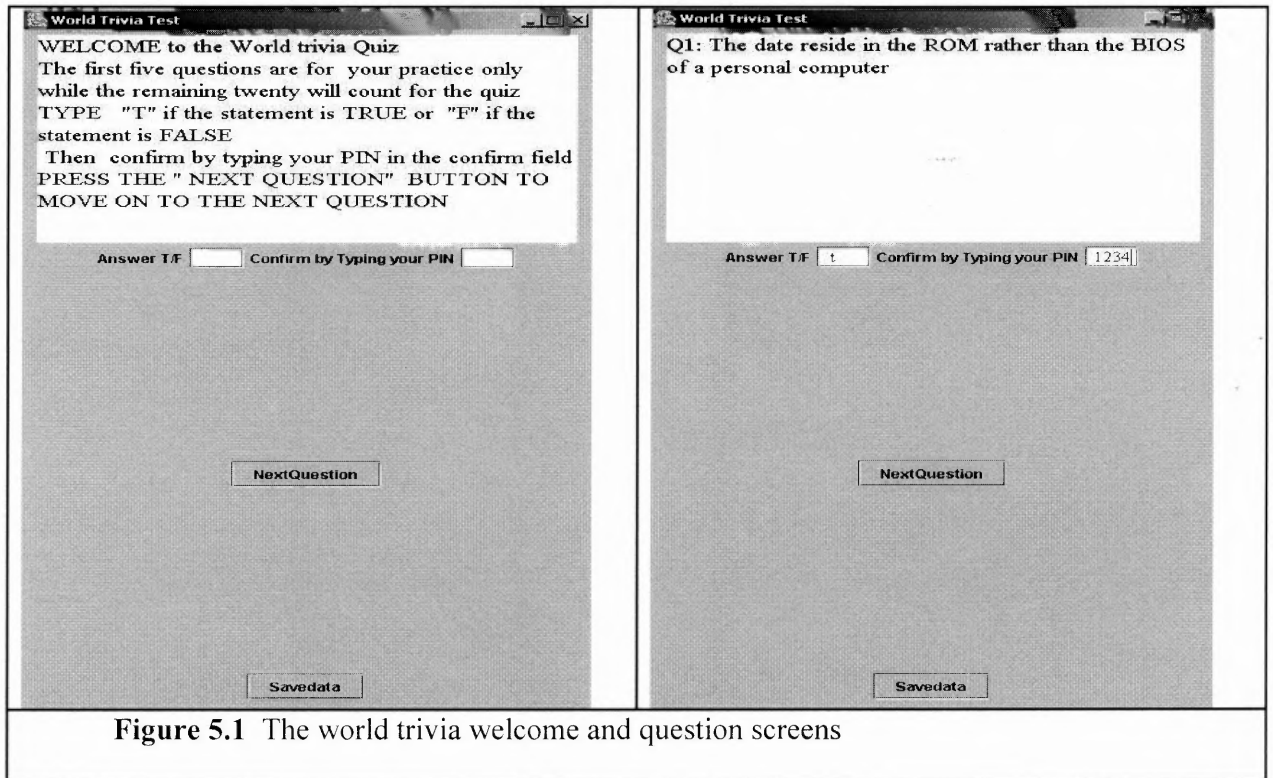 World Trivia Test
WELCOME to the World trivia Quiz
The first five questions are for your practice only
while the remaining twenty will count for the quiz
TYPE "T" if the statement is TRUE or "F" if the
statement is FALSE
Then confirm by typing your PIN in the confirm field
PRESS THE " NEXT QUESTION" BUTTON TO
MOVE ON TO THE NEXT QUESTION
Answer T/F Confirm by Typing your PIN
NextQuestion
Savedata
World Trivia Test
Q1: The date reside in the ROM rather than the BIOS
of a personal computer
Answer T/F t Confirm by Typing your PIN 1234
NextQuestion
Savedata
Figure 5.1 The world trivia welcome and question screens